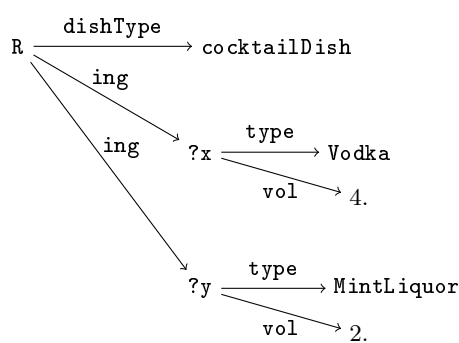 dishType
R cocktailDish
ing
ing
type
?x Vodka
vol 4.
type
?y MintLiquor
vol 2.